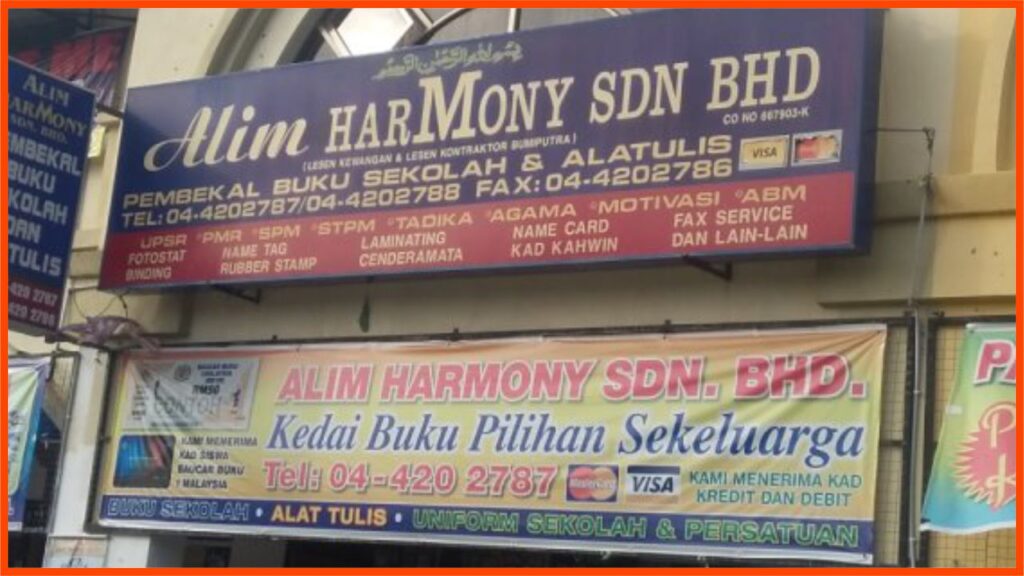 ALIM
HARMONY
SDN. BHD.
PEMBEKAL
BUKU
SEKOLAH
DAN
TULIS
Alim HARMONY SDN BHD
CO NO 667903-K
(LESEN KEWANGAN & LESEN KONTRAKTOR BUMIPUTRA)
PEMBEKAL BUKU SEKOLAH & ALATULIS VISA
TEL: 04-4202787/04-4202788 FAX: 04-4202786
UPSR *PMR *SPM *STPM *TADIKA *AGAMA *MOTIVASI *ABM
FOTOSTAT NAME TAG LAMINATING NAME CARD FAX SERVICE
BINDING RUBBER STAMP CENDERAMATA KAD KAHWIN DAN LAIN-LAIN
ALIM HARMONY SDN. BHD.
Kedai Buku Pilihan Sekeluarga
Tel: 04-420 2787 MasterCard VISA
KAMI MENERIMA KAD
KREDIT DAN DEBIT
RM50
KAMI MENERIMA
KAD SISWA
BAUCAR BUKU
1 MALAYSIA
BUKU SEKOLAH • ALAT TULIS • UNIFORM SEKOLAH & PERSATUAN